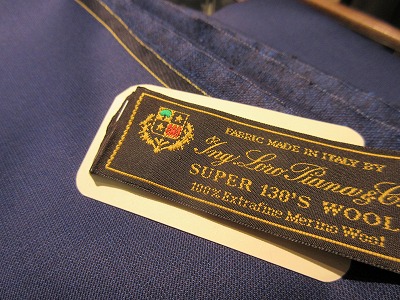 FABRIC MADE IN ITALY BY
Ing. Loro Piana & C
SUPER 130'S WOOL
100% Extrafine Merino Wool